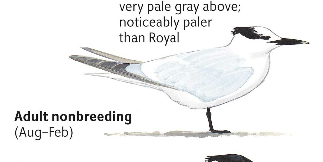 very pale gray above;
noticeably paler
than Royal
Adult nonbreeding
(Aug–Feb)